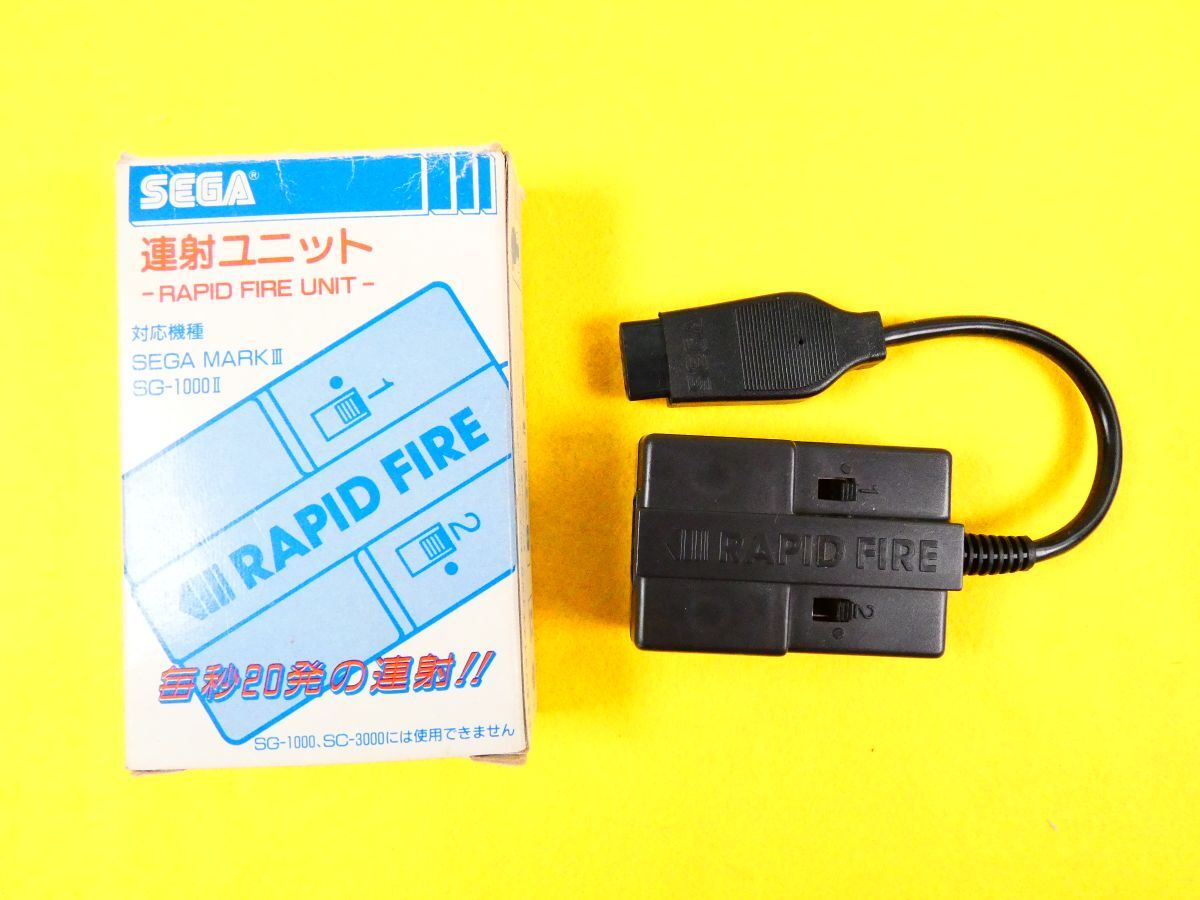 SEGA®
連射ユニット
-RAPID FIRE UNIT-
対応機種
SEGA MARKⅢ
SG-1000Ⅱ
1
RAPID FIRE
2
毎秒20発の連射!!
SG-1000、SC-3000には使用できません
SEGA
1
RAPID FIRE
2